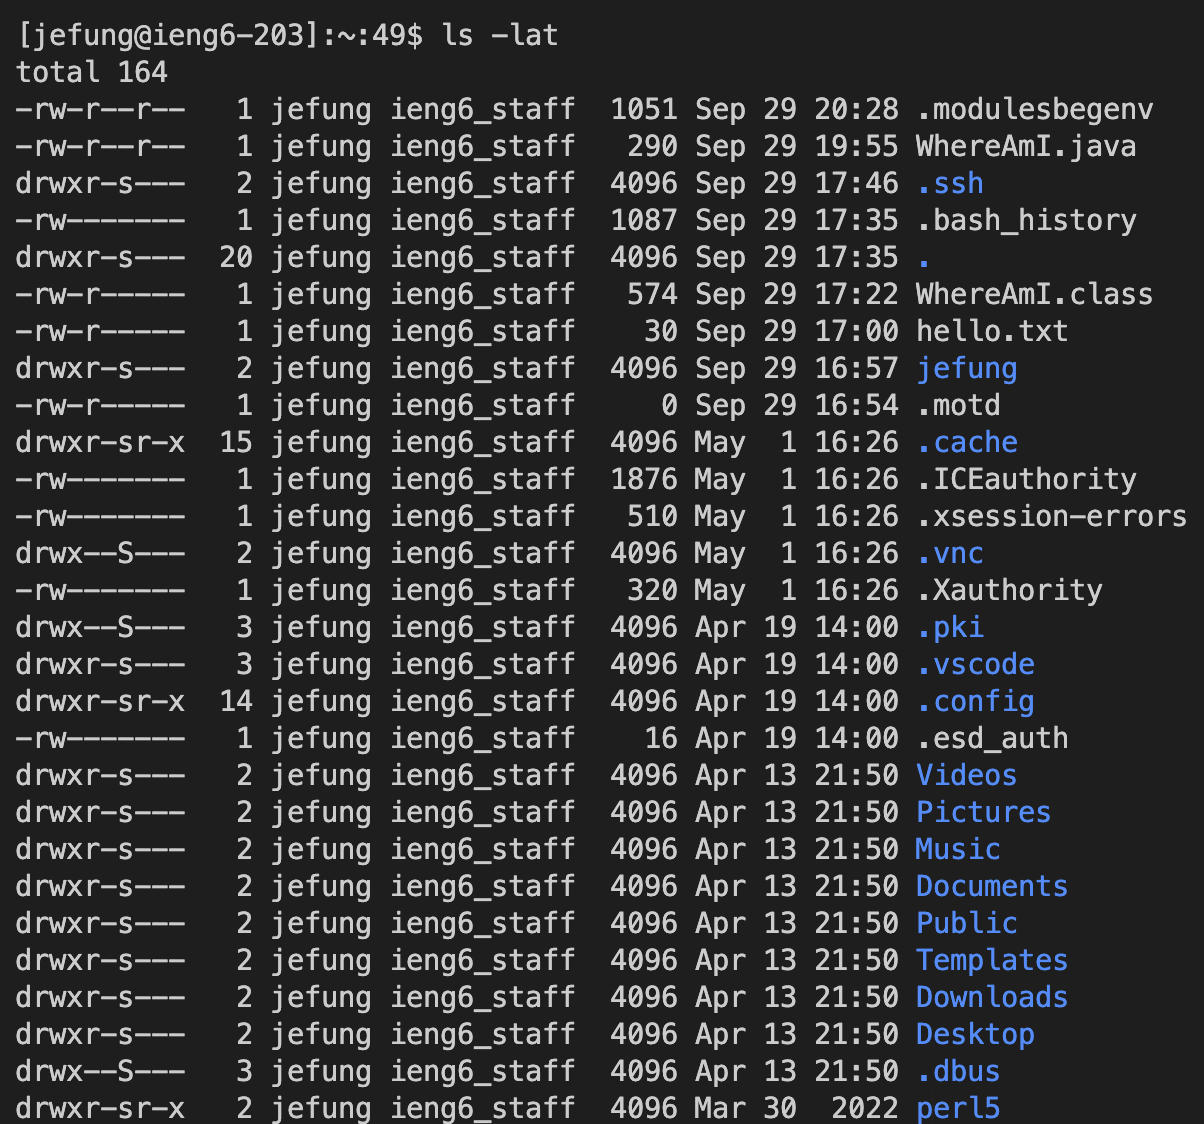 [jefung@ieng6-203]:~:49$ ls -lat
total 164
-rw-r--r--   1 jefung ieng6_staff  1051 Sep 29 20:28 .modulesbegenv
-rw-r--r--   1 jefung ieng6_staff   290 Sep 29 19:55 WhereAmI.java
drwxr-s---   2 jefung ieng6_staff  4096 Sep 29 17:46 .ssh
-rw-------   1 jefung ieng6_staff  1087 Sep 29 17:35 .bash_history
drwxr-s---  20 jefung ieng6_staff  4096 Sep 29 17:35 .
-rw-r-----   1 jefung ieng6_staff   574 Sep 29 17:22 WhereAmI.class
-rw-r-----   1 jefung ieng6_staff    30 Sep 29 17:00 hello.txt
drwxr-s---   2 jefung ieng6_staff  4096 Sep 29 16:57 jefung
-rw-r-----   1 jefung ieng6_staff     0 Sep 29 16:54 .motd
drwxr-sr-x  15 jefung ieng6_staff  4096 May  1 16:26 .cache
-rw-------   1 jefung ieng6_staff  1876 May  1 16:26 .ICEauthority
-rw-------   1 jefung ieng6_staff   510 May  1 16:26 .xsession-errors
drwx--S---   2 jefung ieng6_staff  4096 May  1 16:26 .vnc
-rw-------   1 jefung ieng6_staff   320 May  1 16:26 .Xauthority
drwx--S---   3 jefung ieng6_staff  4096 Apr 19 14:00 .pki
drwxr-s---   3 jefung ieng6_staff  4096 Apr 19 14:00 .vscode
drwxr-sr-x  14 jefung ieng6_staff  4096 Apr 19 14:00 .config
-rw-------   1 jefung ieng6_staff    16 Apr 19 14:00 .esd_auth
drwxr-s---   2 jefung ieng6_staff  4096 Apr 13 21:50 Videos
drwxr-s---   2 jefung ieng6_staff  4096 Apr 13 21:50 Pictures
drwxr-s---   2 jefung ieng6_staff  4096 Apr 13 21:50 Music
drwxr-s---   2 jefung ieng6_staff  4096 Apr 13 21:50 Documents
drwxr-s---   2 jefung ieng6_staff  4096 Apr 13 21:50 Public
drwxr-s---   2 jefung ieng6_staff  4096 Apr 13 21:50 Templates
drwxr-s---   2 jefung ieng6_staff  4096 Apr 13 21:50 Downloads
drwxr-s---   2 jefung ieng6_staff  4096 Apr 13 21:50 Desktop
drwx--S---   3 jefung ieng6_staff  4096 Apr 13 21:50 .dbus
drwxr-sr-x   2 jefung ieng6_staff  4096 Mar 30  2022 perl5